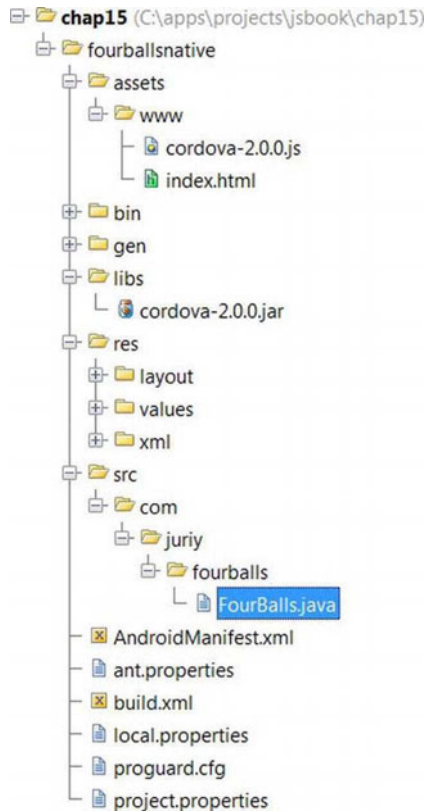 chap15 (C:\apps\projects\jsbook\chap15)
fourballsnative
assets
www
cordova-2.0.0.js
index.html
bin
gen
libs
cordova-2.0.0.jar
res
layout
values
xml
src
com
juriy
fourballs
FourBalls.java
AndroidManifest.xml
ant.properties
build.xml
local.properties
proguard.cfg
project.properties